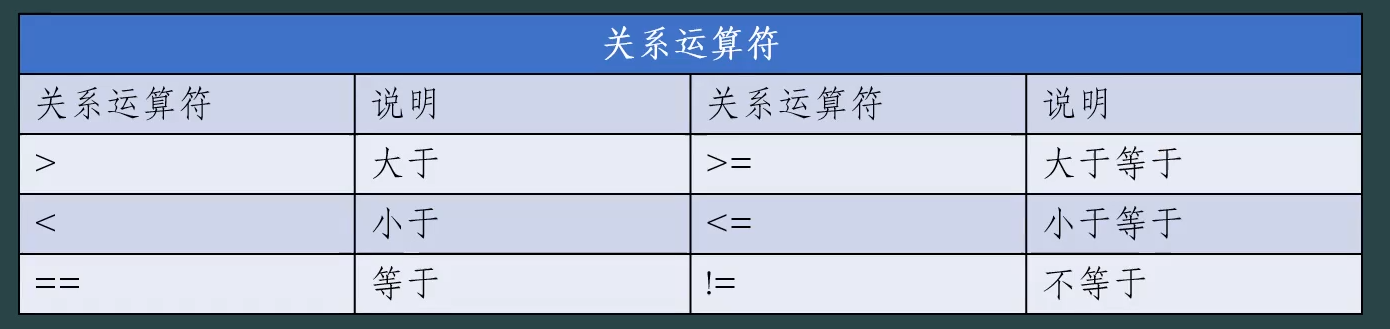 关系运算符
关系运算符 说明 关系运算符 说明
> 大于 >= 大于等于
< 小于 <= 小于等于
== 等于 != 不等于